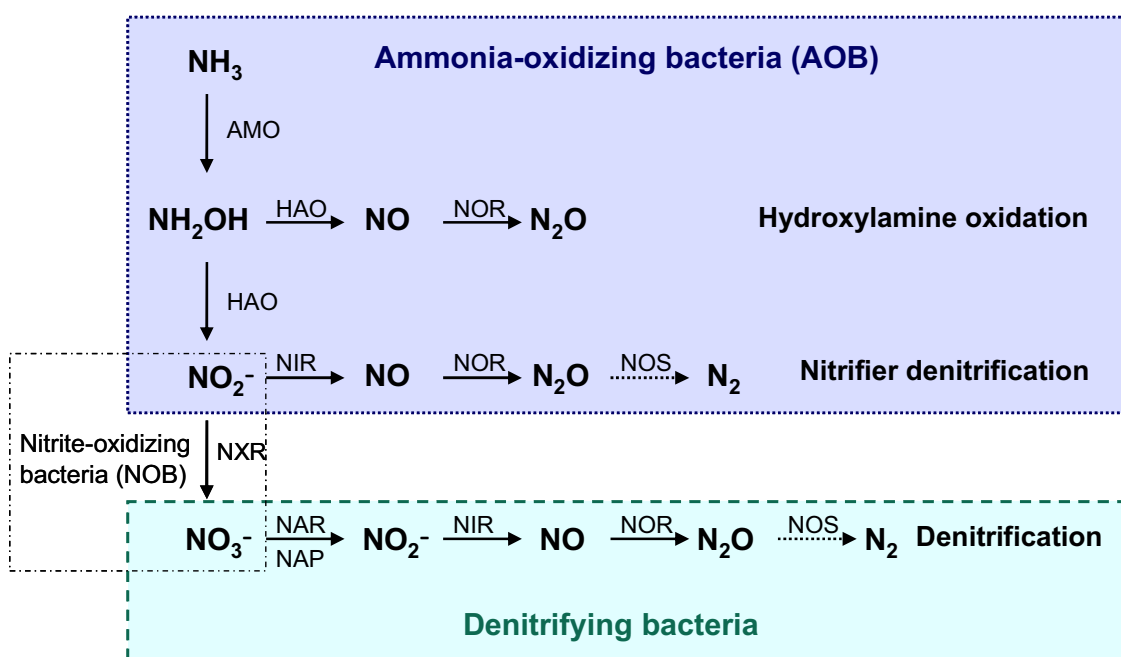 Ammonia-oxidizing bacteria (AOB)
NH₃
AMO
NH₂OH HAO NO NOR N₂O Hydroxylamine oxidation
HAO
NO₂⁻ NIR NO NOR N₂O NOS N₂ Nitrifier denitrification
Nitrite-oxidizing
bacteria (NOB)
NXR
NO₃⁻ NAR NAP NO₂⁻ NIR NO NOR N₂O NOS N₂ Denitrification
Denitrifying bacteria